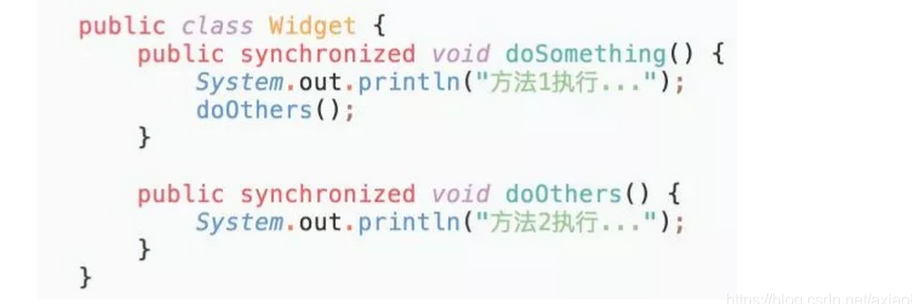 public class Widget {
    public synchronized void doSomething() {
        System.out.println("方法1执行...");
        doOthers();
    }

    public synchronized void doOthers() {
        System.out.println("方法2执行...");
    }
}
https://blog.csdn.net/axiaoi